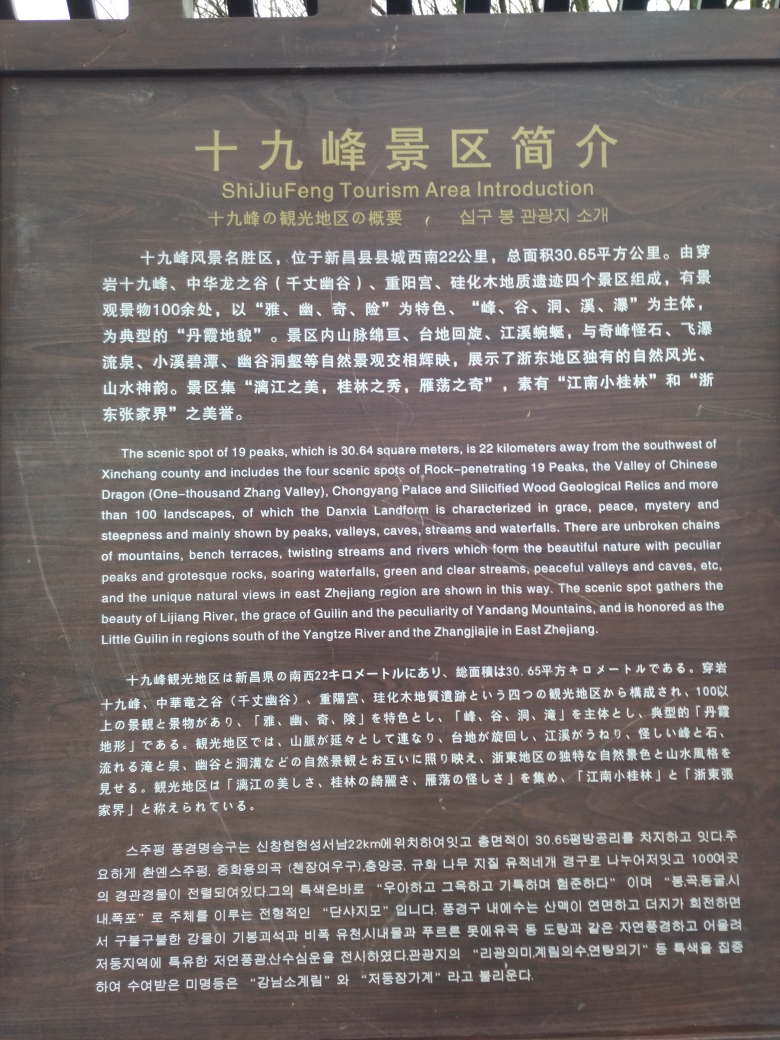 十九峰景区简介
ShiJiuFeng Tourism Area Introduction
十九峰の観光地区の概要 십구 봉 관광지 소개
十九峰风景名胜区，位于新昌县县城西南22公里，总面积30.65平方公里。由穿
岩十九峰、中华龙之谷（千丈幽谷）、重阳宫、硅化木地质遗迹四个景区组成，有景
观景物100余处，以“雅、幽、奇、险”为特色、“峰、谷、洞、溪、瀑”为主体，
为典型的“丹霞地貌”。景区内山脉绵亘、台地回旋、江溪蜿蜒，与奇峰怪石、飞瀑
流泉、小溪碧潭、幽谷洞壑等自然景观交相辉映，展示了浙东地区独有的自然风光、
山水神韵。景区集“漓江之美，桂林之秀，雁荡之奇”，素有“江南小桂林”和“浙
东张家界”之美誉。
The scenic spot of 19 peaks, which is 30.64 square meters, is 22 kilometers away from the southwest of
Xinchang county and includes the four scenic spots of Rock-penetrating 19 Peaks, the Valley of Chinese
Dragon (One-thousand Zhang Valley), Chongyang Palace and Silicified Wood Geological Relics and more
than 100 landscapes, of which the Danxia Landform is characterized in grace, peace, mystery and
steepness and mainly shown by peaks, valleys, caves, streams and waterfalls. There are unbroken chains
of mountains, bench terraces, twisting streams and rivers which form the beautiful nature with peculiar
peaks and grotesque rocks, soaring waterfalls, green and clear streams, peaceful valleys and caves, etc,
and the unique natural views in east Zhejiang region are shown in this way. The scenic spot gathers the
beauty of Lijiang River, the grace of Guilin and the peculiarity of Yandang Mountains, and is honored as the
Little Guilin in regions south of the Yangtze River and the Zhangjiajie in East Zhejiang.
十九峰観光地区は新昌県の南西22キロメートルにあり、総面積は30.65平方キロメートルである。穿岩
十九峰、中華竜之谷（千丈幽谷）、重陽宮、珪化木地質遺跡という四つの観光地区から構成され、100以
上の景観と景物があり、「雅、幽、奇、険」を特色とし、「峰、谷、洞、滝」を主体とし、典型的「丹霞
地形」である。観光地区では、山脈が延々として連なり、台地が旋回し、江溪がうねり、怪しい峰と石、
流れる滝と泉、幽谷と洞溝などの自然景観とお互いに照り映え、浙東地区の独特な自然景色と山水風格を
見せる。観光地区は「漓江の美しさ、桂林の綺麗さ、雁荡の怪しさ」を集め、「江南小桂林」と「浙東張
家界」と称えられている。
스주펑 풍경명승구는 신창현현성서남22km에위치하여잇고 총면적이 30.65평방공리를 차지하고 잇다.주
요하게 촨옌스주펑, 중화용의곡 (첸장여우구),충양궁, 규화 나무 지질 유적네개 경구로 나누어저잇고 100여곳
의 경관경물이 전렬되여있다.그의 특색은바로 “우아하고 그육하고 기특하며 험준하다” 이며 “봉,곡,동굴,시
내,폭포”로 주체를 이루는 전형적인 “단샤지모”입니다. 풍경구 내에수는 산맥이 연면하고 더지가 회전하면
서 구불구불한 강물이 기봉괴석과 비폭 유천,시내물과 푸르른 못에유곡 동 도랑과 같은 자연풍경하고 어울려
저둥지역에 특유한 저연풍광,산수심운을 전시하였다.관광지의 “리광의미,계림의수,연탕의기” 등 특색을 집중
하여 수여받은 미명등은 “강남소계림”와 “저동장가계” 라고 불리운다.